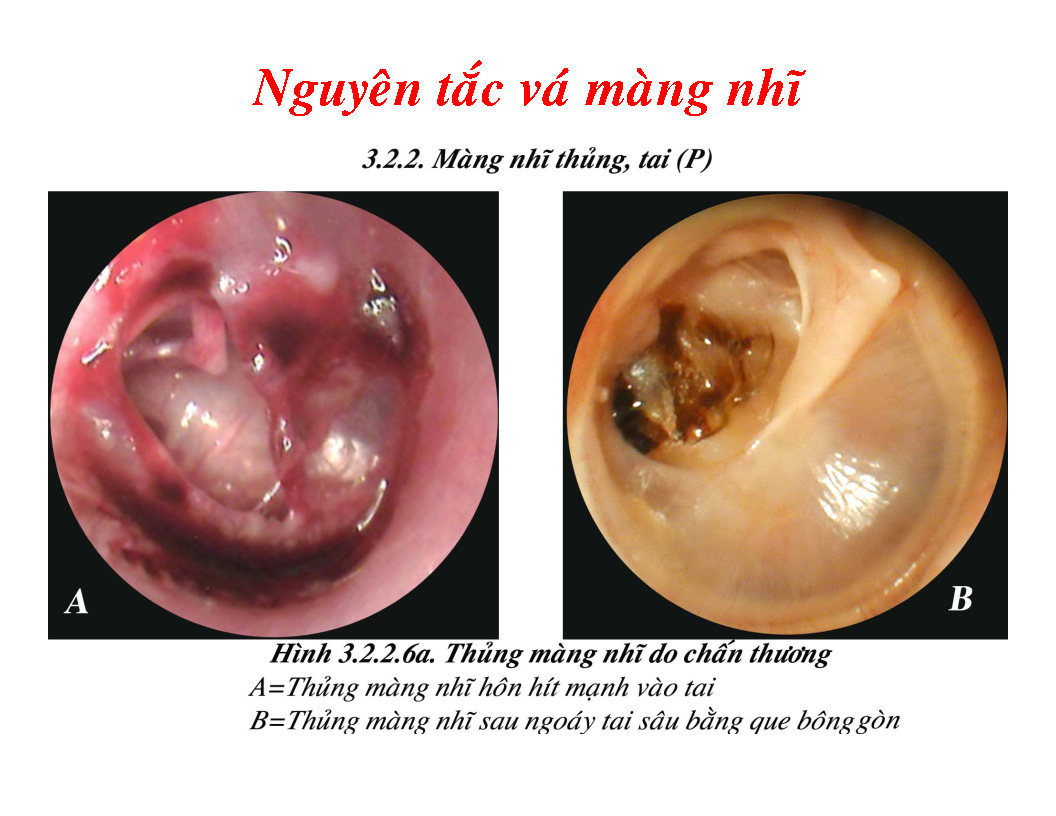 Nguyên tắc vá màng nhĩ
3.2.2. Màng nhĩ thủng, tai (P)
A
B
Hình 3.2.2.6a. Thủng màng nhĩ do chấn thương
A=Thủng màng nhĩ hôn hít mạnh vào tai
B=Thủng màng nhĩ sau ngoáy tai sâu bằng que bông gòn